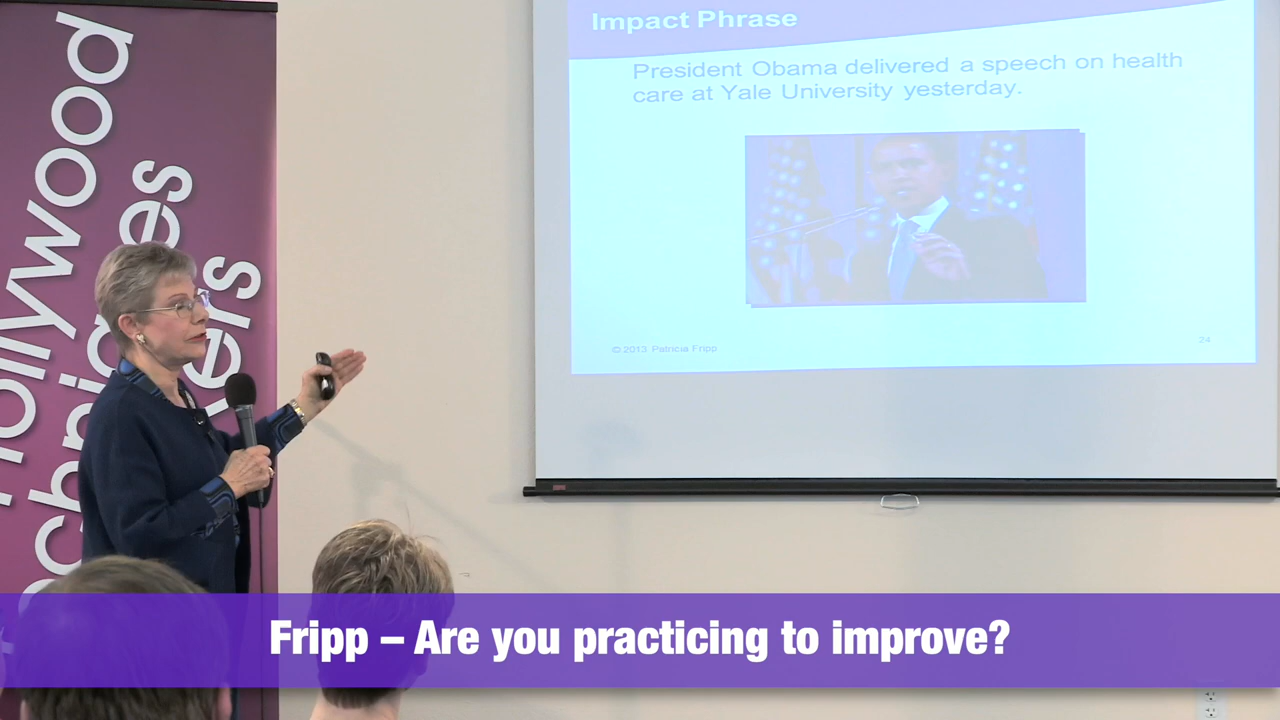 Impact Phrase
President Obama delivered a speech on health
care at Yale University yesterday.
© 2013 Patricia Fripp
24
Hollywood
Fripp – Are you practicing to improve?